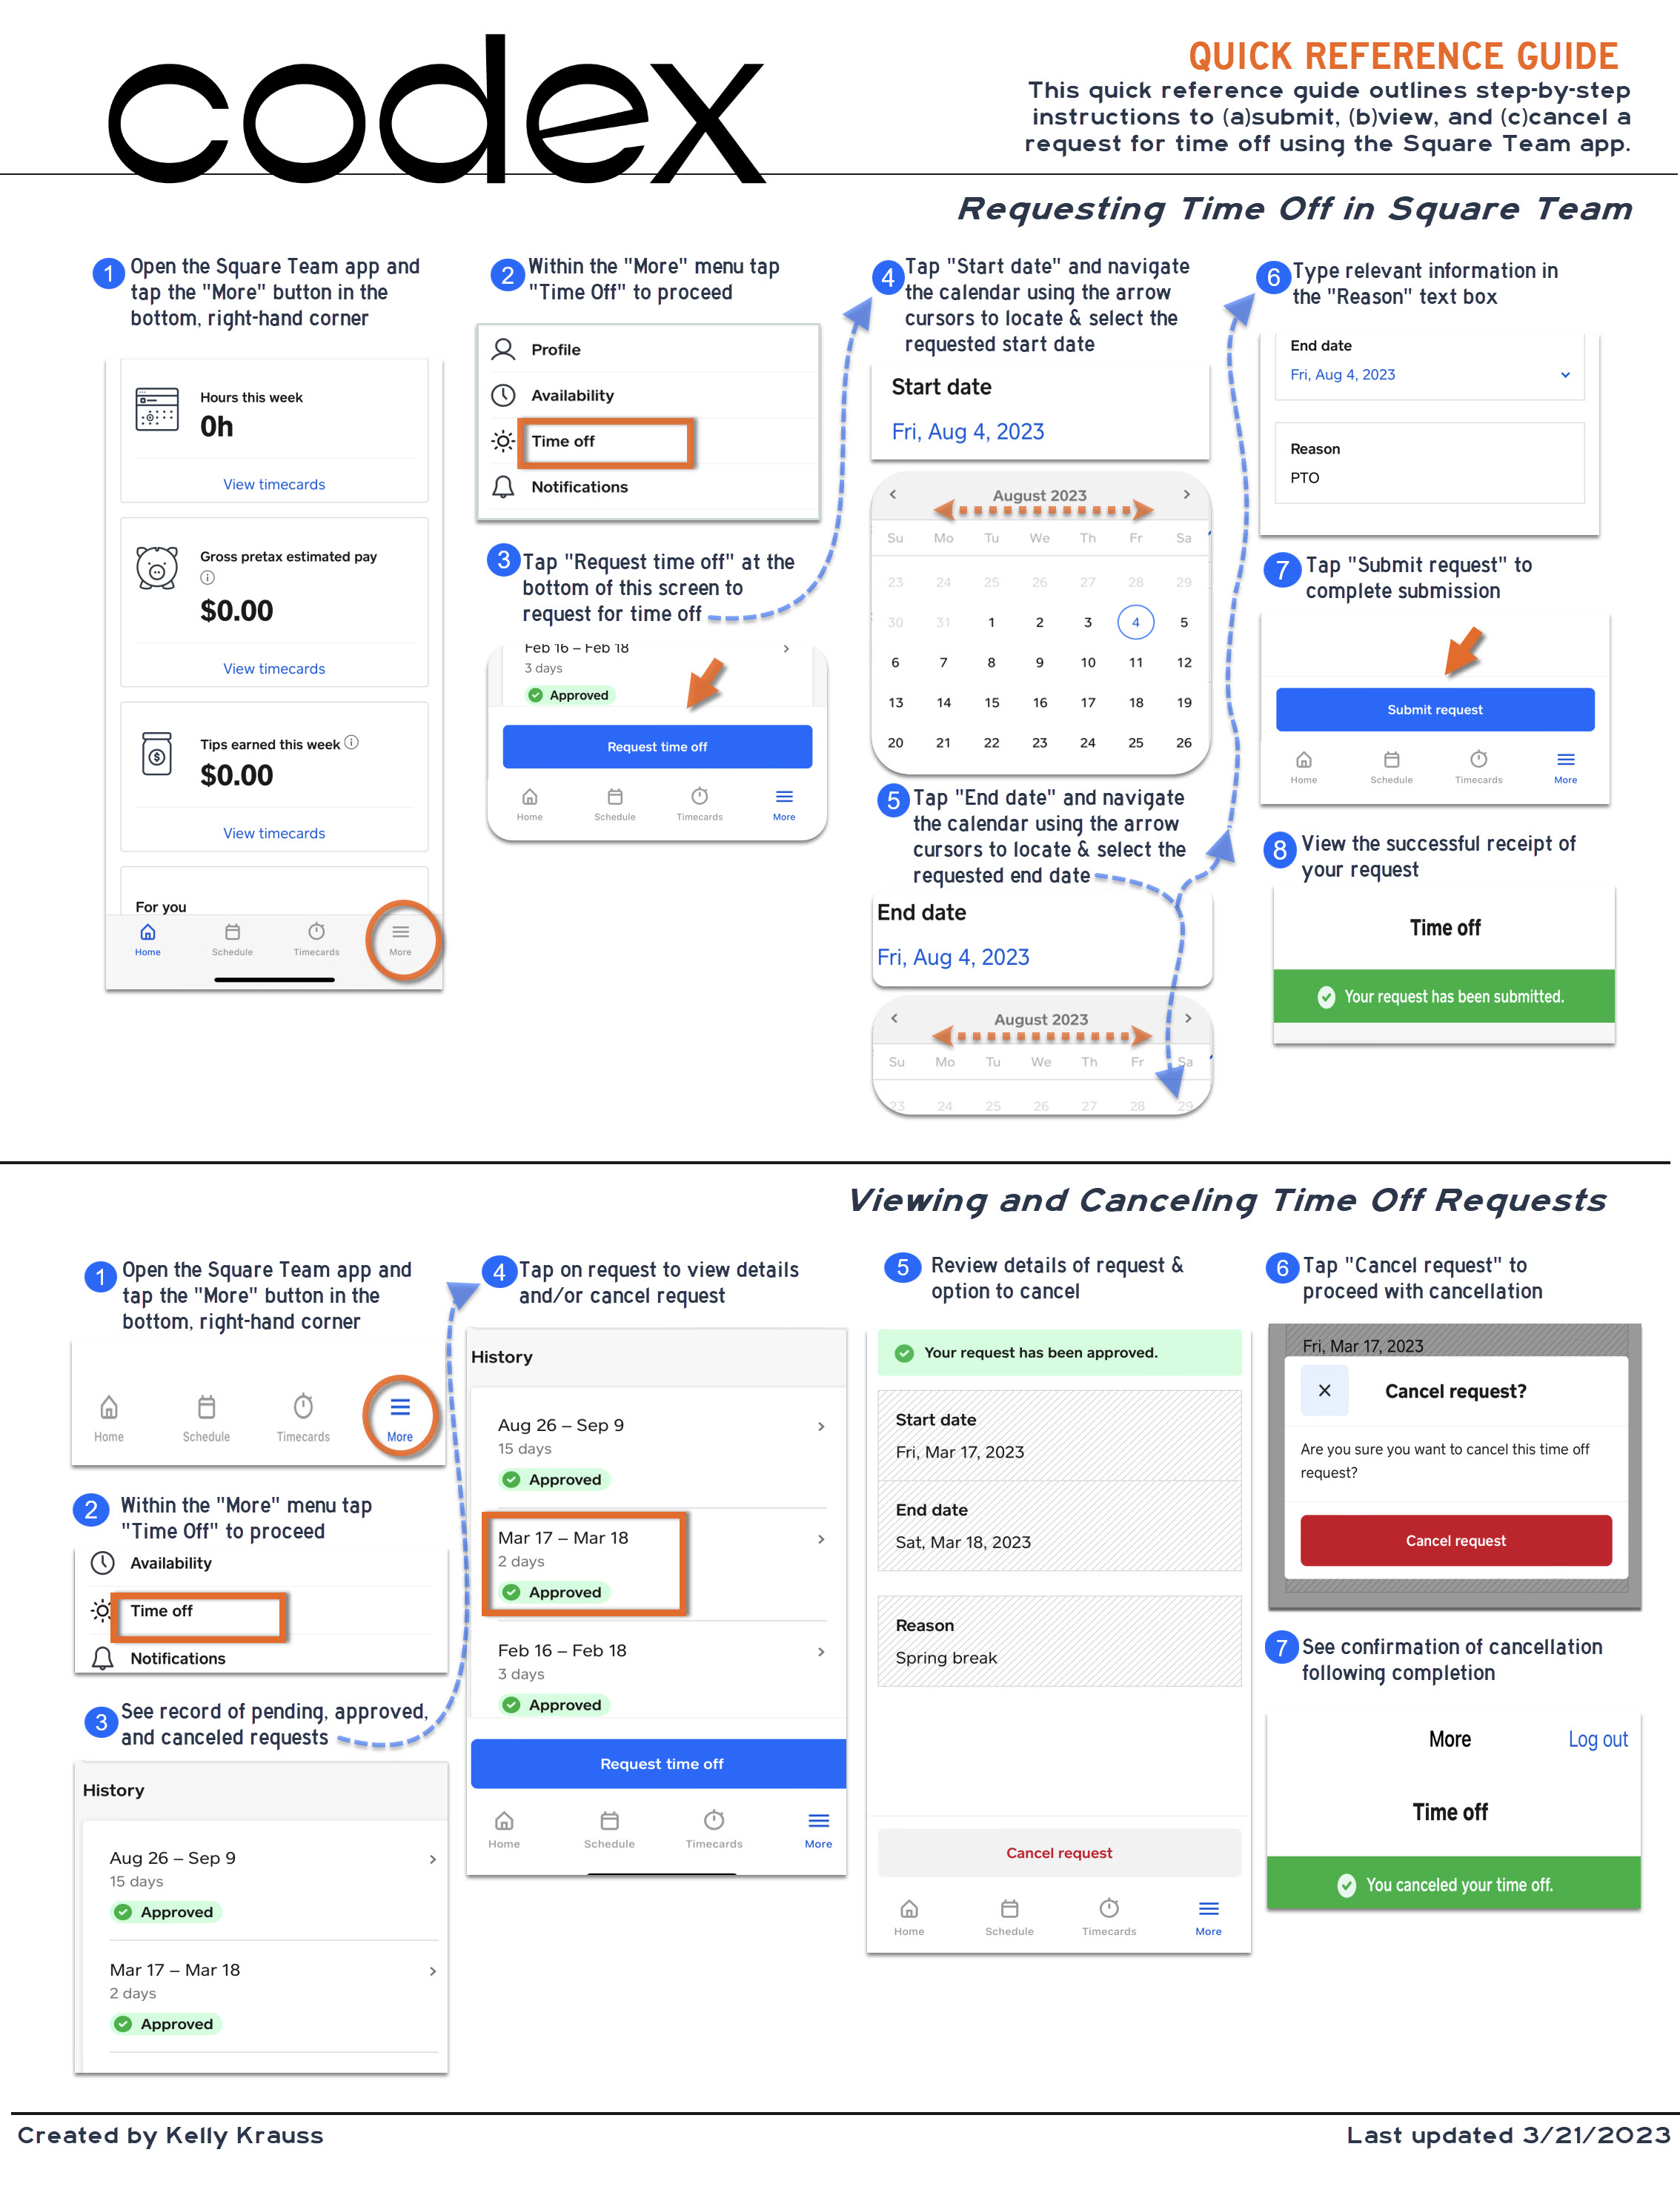 codex
QUICK REFERENCE GUIDE
This quick reference guide outlines step-by-step
instructions to (a)submit, (b)view, and (c)cancel a
request for time off using the Square Team app.
Requesting Time Off in Square Team
1 Open the Square Team app and
tap the "More" button in the
bottom, right-hand corner
Hours this week
0h
View timecards
Gross pretax estimated pay
$0.00
View timecards
Tips earned this week
$0.00
View timecards
For you
Home Schedule Timecards More
2 Within the "More" menu tap
"Time Off" to proceed
Profile
Availability
Time off
Notifications
3 Tap "Request time off" at the
bottom of this screen to
request for time off
Feb 16 – Feb 18
3 days
Approved
Request time off
Home Schedule Timecards More
4 Tap "Start date" and navigate
the calendar using the arrow
cursors to locate & select the
requested start date
Start date
Fri, Aug 4, 2023
August 2023
Su Mo Tu We Th Fr Sa
23 24 25 26 27 28 29
30 31 1 2 3 4 5
6 7 8 9 10 11 12
13 14 15 16 17 18 19
20 21 22 23 24 25 26
5 Tap "End date" and navigate
the calendar using the arrow
cursors to locate & select the
requested end date
End date
Fri, Aug 4, 2023
August 2023
Su Mo Tu We Th Fr Sa
23 24 25 26 27 28 29
6 Type relevant information in
the "Reason" text box
End date
Fri, Aug 4, 2023
Reason
PTO
7 Tap "Submit request" to
complete submission
Submit request
Home Schedule Timecards More
8 View the successful receipt of
your request
Time off
Your request has been submitted.
Viewing and Canceling Time Off Requests
1 Open the Square Team app and
tap the "More" button in the
bottom, right-hand corner
Home Schedule Timecards More
2 Within the "More" menu tap
"Time Off" to proceed
Availability
Time off
Notifications
3 See record of pending, approved,
and canceled requests
History
Aug 26 – Sep 9
15 days
Approved
Mar 17 – Mar 18
2 days
Approved
4 Tap on request to view details
and/or cancel request
History
Aug 26 – Sep 9
15 days
Approved
Mar 17 – Mar 18
2 days
Approved
Feb 16 – Feb 18
3 days
Approved
Request time off
Home Schedule Timecards More
5 Review details of request &
option to cancel
Your request has been approved.
Start date
Fri, Mar 17, 2023
End date
Sat, Mar 18, 2023
Reason
Spring break
Cancel request
Home Schedule Timecards More
6 Tap "Cancel request" to
proceed with cancellation
Fri, Mar 17, 2023
Cancel request?
Are you sure you want to cancel this time off
request?
Cancel request
7 See confirmation of cancellation
following completion
More Log out
Time off
You canceled your time off.
Created by Kelly Krauss
Last updated 3/21/2023